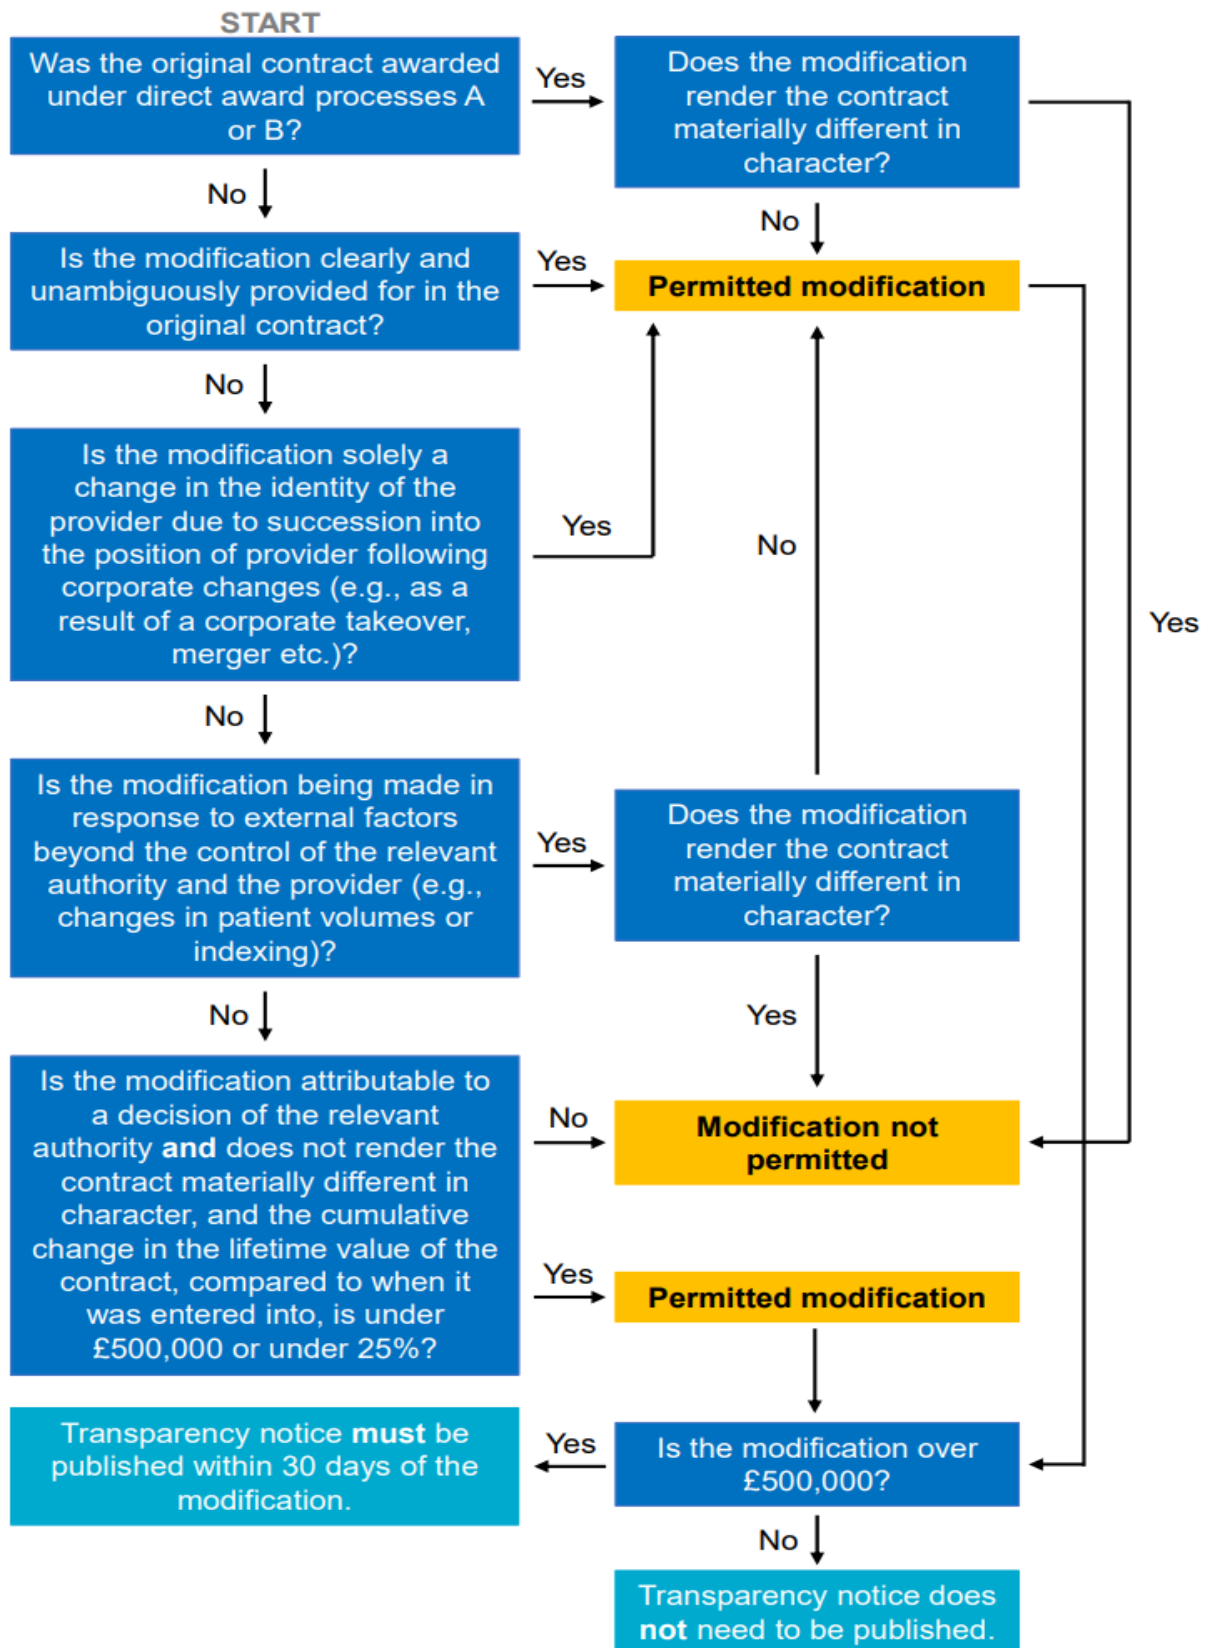 START
Was the original contract awarded
under direct award processes A
or B?
Yes
Does the modification
render the contract
materially different in
character?
No
No
Is the modification clearly and
unambiguously provided for in the
original contract?
Yes
Permitted modification
No
Is the modification solely a
change in the identity of the
provider due to succession into
the position of provider following
corporate changes (e.g., as a
result of a corporate takeover,
merger etc.)?
Yes
No
Yes
No
Is the modification being made in
response to external factors
beyond the control of the relevant
authority and the provider (e.g.,
changes in patient volumes or
indexing)?
Yes
Does the modification
render the contract
materially different in
character?
No
Yes
Is the modification attributable to
a decision of the relevant
authority and does not render the
contract materially different in
character, and the cumulative
change in the lifetime value of the
contract, compared to when it
was entered into, is under
£500,000 or under 25%?
No
Modification not
permitted
Yes
Permitted modification
Transparency notice must be
published within 30 days of the
modification.
Yes
Is the modification over
£500,000?
No
Transparency notice does
not need to be published.